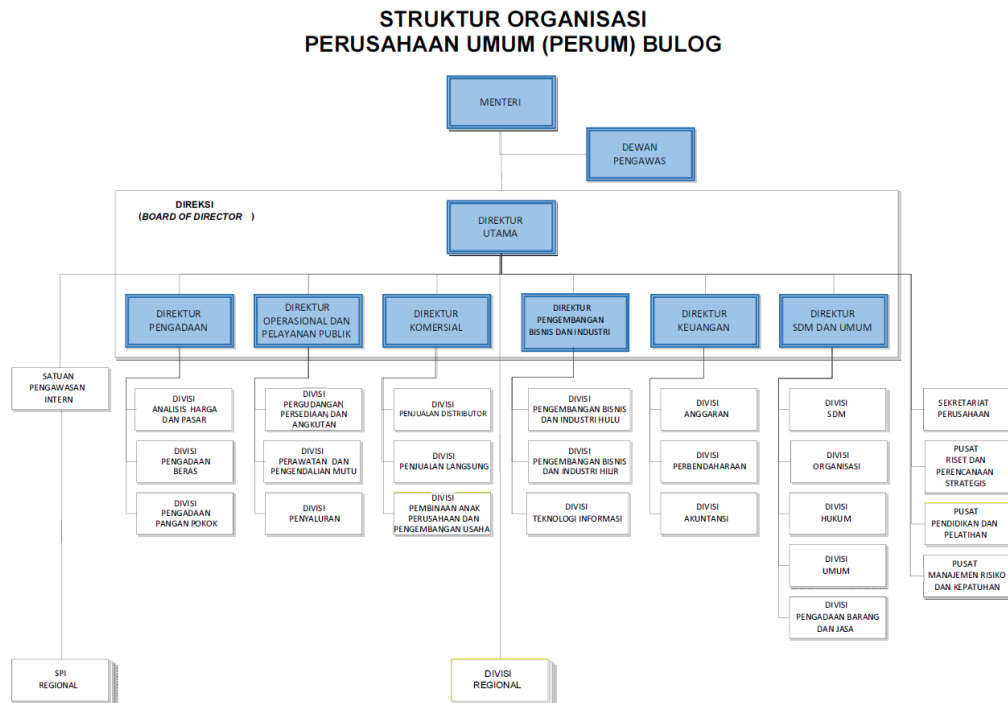 STRUKTUR ORGANISASI
PERUSAHAAN UMUM (PERUM) BULOG
MENTERI
DEWAN
PENGAWAS
DIREKSI
(BOARD OF DIRECTOR )
DIREKTUR
UTAMA
DIREKTUR
PENGADAAN
DIREKTUR
OPERASIONAL DAN
PELAYANAN PUBLIK
DIREKTUR
KOMERSIAL
DIREKTUR
PENGEMBANGAN
BISNIS DAN INDUSTRI
DIREKTUR
KEUANGAN
DIREKTUR
SDM DAN UMUM
SATUAN
PENGAWASAN
INTERN
DIVISI
ANALISIS HARGA
DAN PASAR
DIVISI
PENGADAAN
BERAS
DIVISI
PENGADAAN
PANGAN POKOK
DIVISI
PERGUDANGAN,
PERSEDIAAN DAN
ANGKUTAN
DIVISI
PERAWATAN DAN
PENGENDALIAN MUTU
DIVISI
PENYALURAN
DIVISI
PENJUALAN DISTRIBUTOR
DIVISI
PENJUALAN LANGSUNG
DIVISI
PEMBINAAN ANAK
PERUSAHAAN DAN
PENGEMBANGAN USAHA
DIVISI
PENGEMBANGAN BISNIS
DAN INDUSTRI HULU
DIVISI
PENGEMBANGAN BISNIS
DAN INDUSTRI HILIR
DIVISI
TEKNOLOGI INFORMASI
DIVISI
ANGGARAN
DIVISI
PERBENDAHARAAN
DIVISI
AKUNTANSI
DIVISI
SDM
DIVISI
ORGANISASI
DIVISI
HUKUM
DIVISI
UMUM
DIVISI
PENGADAAN BARANG
DAN JASA
SEKRETARIAT
PERUSAHAAN
PUSAT
RISET DAN
PERENCANAAN
STRATEGIS
PUSAT
PENDIDIKAN DAN
PELATIHAN
PUSAT
MANAJEMEN RISIKO
DAN KEPATUHAN
SPI
REGIONAL
DIVISI
REGIONAL